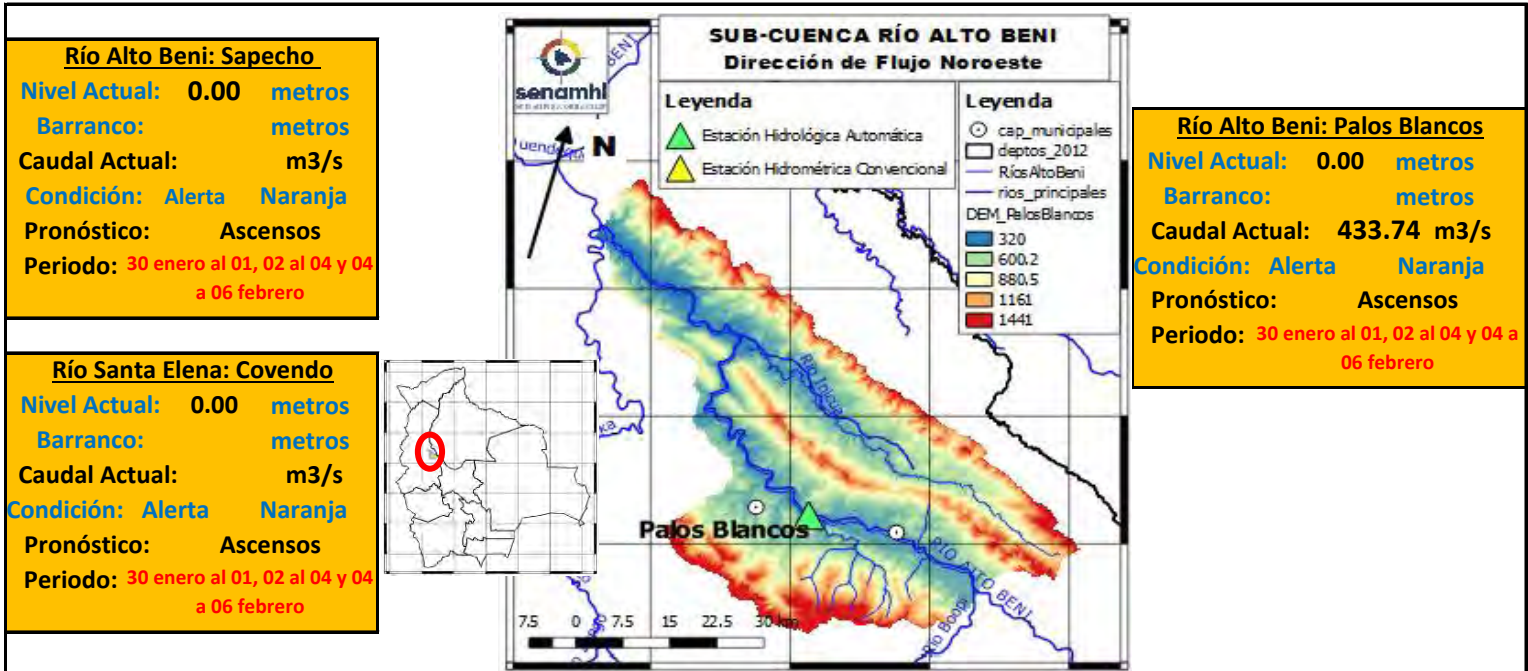 Río Alto Beni: Sapecho
Nivel Actual: 0.00 metros
Barranco: metros
Caudal Actual: m3/s
Condición: Alerta Naranja
Pronóstico: Ascensos
Periodo: 30 enero al 01, 02 al 04 y 04
a 06 febrero
Río Santa Elena: Covendo
Nivel Actual: 0.00 metros
Barranco: metros
Caudal Actual: m3/s
Condición: Alerta Naranja
Pronóstico: Ascensos
Periodo: 30 enero al 01, 02 al 04 y 04
a 06 febrero
senamhi
SUB-CUENCA RÍO ALTO BENI
Dirección de Flujo Noroeste
Leyenda
Estación Hidrológica Automática
Estación Hidrométrica Convencional
Leyenda
cap_municipales
deptos_2012
RíosAltoBeni
rios_principales
DEM_PalosBlancos
320
600.2
880.5
1161
1441
N
BENI
Río Inicua
Palos Blancos
RÍO ALTO BENI
Río Boopi
7.5 0 7.5 15 22.5 30 km
Río Alto Beni: Palos Blancos
Nivel Actual: 0.00 metros
Barranco: metros
Caudal Actual: 433.74 m3/s
Condición: Alerta Naranja
Pronóstico: Ascensos
Periodo: 30 enero al 01, 02 al 04 y 04 a
06 febrero